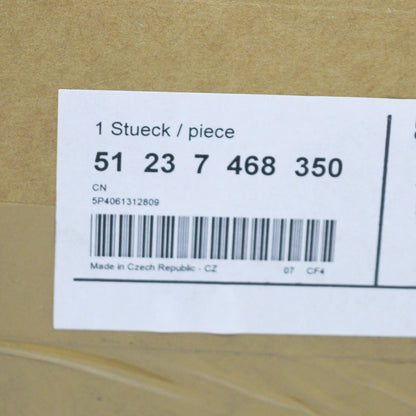 1 Stueck / piece
51 23 7 468 350
CN
5P4061312809
Made in Czech Republic - CZ 07 CF4